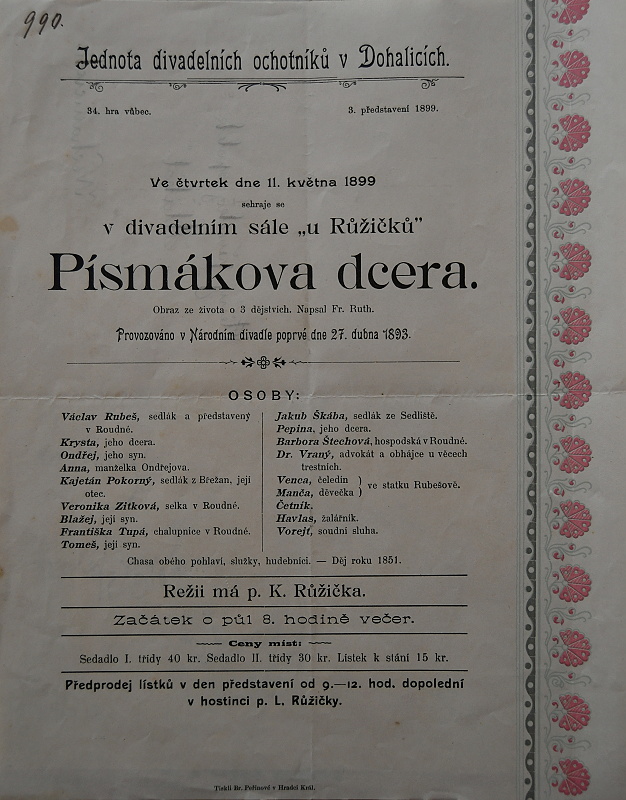 990.
Jednota divadelních ochotníků v Dohalicích.
34. hra vůbec.
3. představení 1899.
Ve čtvrtek dne 11. května 1899
sehraje se
v divadelním sále „u Růžičků"
Písmákova dcera.
Obraz ze života o 3 dějstvích. Napsal Fr. Ruth.
Provozováno v Národním divadle poprvé dne 27. dubna 1893.
OSOBY:
Václav Rubeš, sedlák a představený
v Roudné.
Krysta, jeho dcera.
Ondřej, jeho syn.
Anna, manželka Ondřejova.
Kajetán Pokorný, sedlák z Břežan, její
otec.
Veronika Zítková, selka v Roudné.
Blažej, její syn.
Františka Tupá, chalupnice v Roudné.
Tomeš, její syn.
Jakub Škába, sedlák ze Sedliště.
Pepina, jeho dcera.
Barbora Štechová, hospodská v Roudné.
Dr. Vraný, advokát a obhájce u věcech
trestních.
Venca, čeledín )
Manča, děvečka ) ve statku Rubešově.
Četník.
Havlas, žalářník.
Vorejt, soudní sluha.
Chasa obého pohlaví, služky, hudebníci. — Děj roku 1851.
Režii má p. K. Růžička.
Začátek o půl 8. hodině večer.
Ceny míst:
Sedadlo I. třídy 40 kr. Sedadlo II. třídy 30 kr. Lístek k stání 15 kr.
Předprodej lístků v den představení od 9.—12. hod. dopolední
v hostinci p. L. Růžičky.
Tiskli Br. Peřinové v Hradci Král.